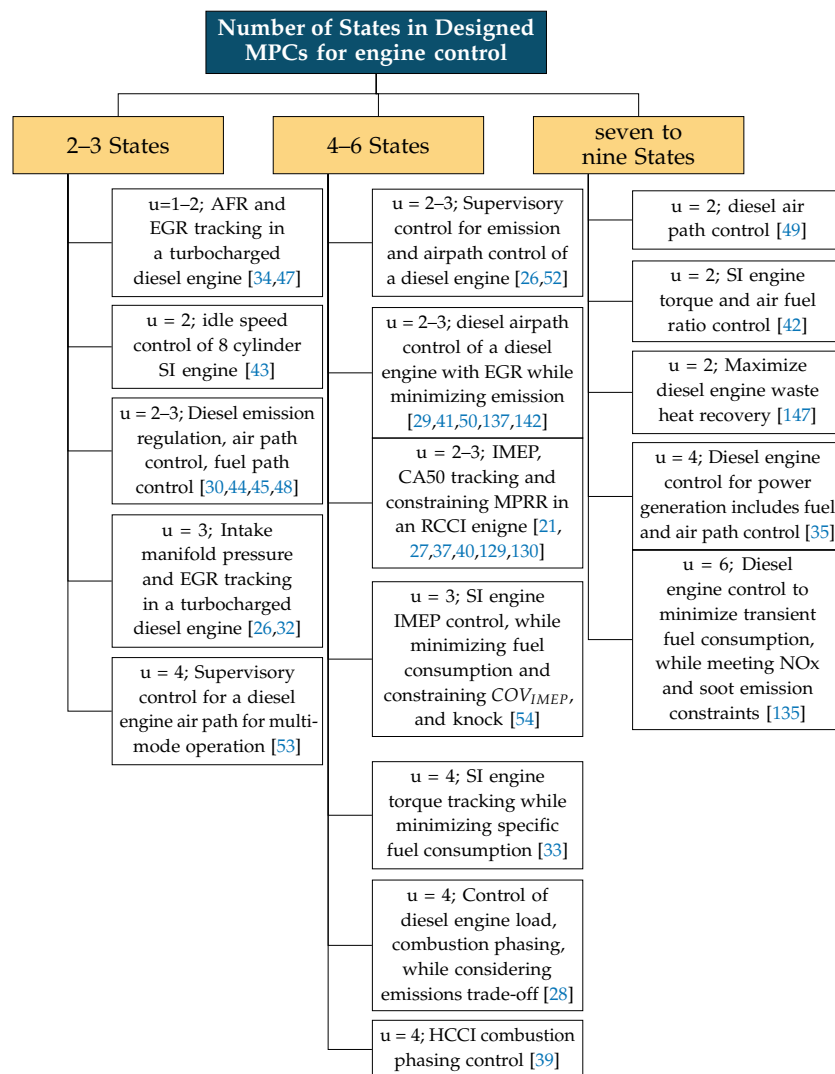 Number of States in Designed
MPCs for engine control
2–3 States
u=1–2; AFR and
EGR tracking in
a turbocharged
diesel engine [34,47]
u = 2; idle speed
control of 8 cylinder
SI engine [43]
u = 2–3; Diesel emission
regulation, air path
control, fuel path
control [30,44,45,48]
u = 3; Intake
manifold pressure
and EGR tracking
in a turbocharged
diesel engine [26,32]
u = 4; Supervisory
control for a diesel
engine air path for multi-
mode operation [53]
4–6 States
u = 2–3; Supervisory
control for emission
and airpath control of
a diesel engine [26,52]
u = 2–3; diesel airpath
control of a diesel
engine with EGR while
minimizing emission
[29,41,50,137,142]
u = 2–3; IMEP,
CA50 tracking and
constraining MPRR in
an RCCI enigne [21,
27,37,40,129,130]
u = 3; SI engine
IMEP control, while
minimizing fuel
consumption and
constraining COV_IMEP,
and knock [54]
u = 4; SI engine
torque tracking while
minimizing specific
fuel consumption [33]
u = 4; Control of
diesel engine load,
combustion phasing,
while considering
emissions trade-off [28]
u = 4; HCCI combustion
phasing control [39]
seven to
nine States
u = 2; diesel air
path control [49]
u = 2; SI engine
torque and air fuel
ratio control [42]
u = 2; Maximize
diesel engine waste
heat recovery [147]
u = 4; Diesel engine
control for power
generation includes fuel
and air path control [35]
u = 6; Diesel
engine control to
minimize transient
fuel consumption,
while meeting NOx
and soot emission
constraints [135]